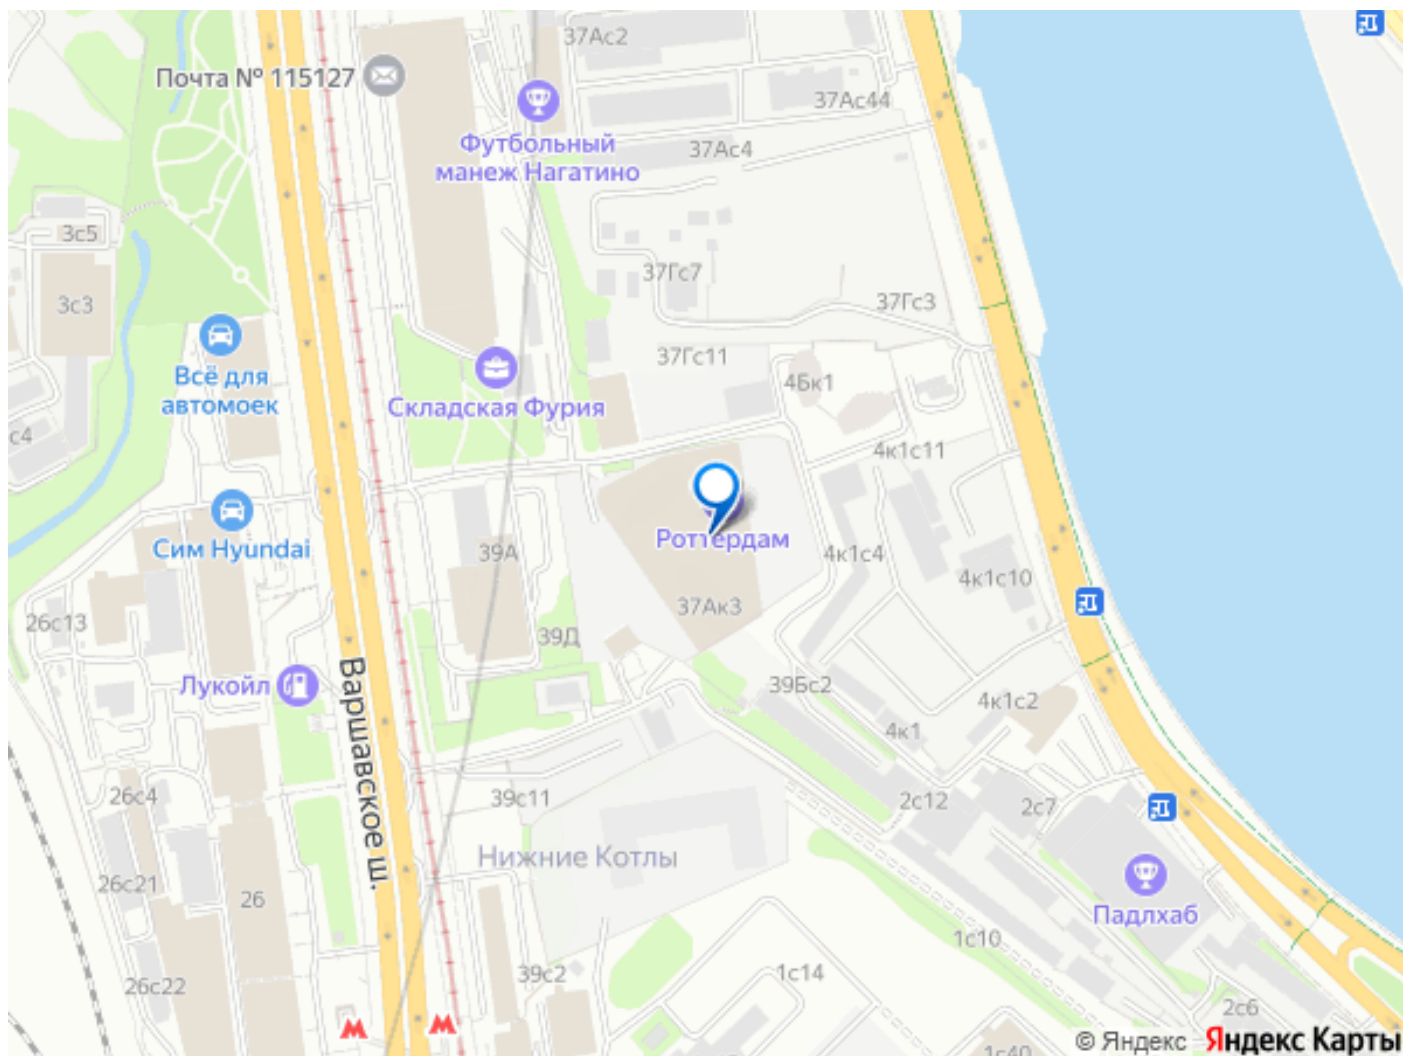 37Ас2
Почта № 115127
37Ас44
Футбольный
манеж Нагатино
37Ас4
3с5
37Гс7
3с3
37Гс3
Всё для
автомоек
37Гс11
4Бк1
Складская Фурия
с4
4к1с11
Сим Hyundai
Роттердам
39А
4к1с4
4к1с10
37Ак3
26с13
39Д
Лукойл
Варшавское ш.
39Бс2
4к1с2
4к1
26с4
39с11
2с12
2с7
Нижние Котлы
26с21
26
Падлхаб
1с10
39с2
1с14
26с22
2с6
1с40
© Яндекс Яндекс Карты